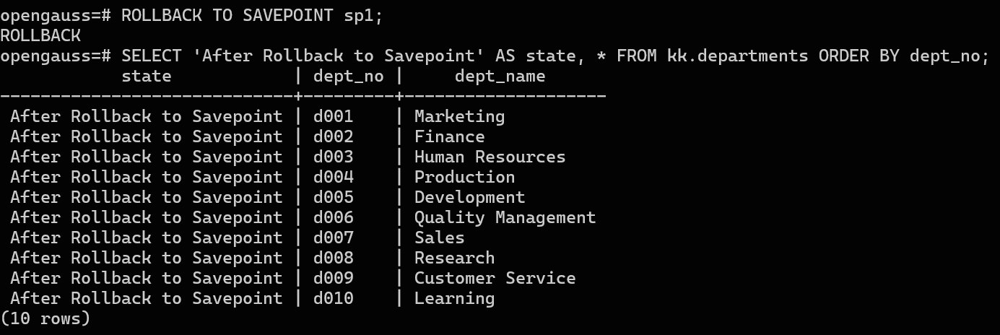 opengauss=# ROLLBACK TO SAVEPOINT sp1;
ROLLBACK
opengauss=# SELECT 'After Rollback to Savepoint' AS state, * FROM kk.departments ORDER BY dept_no;
            state            | dept_no |     dept_name
-----------------------------+---------+--------------------
 After Rollback to Savepoint | d001    | Marketing
 After Rollback to Savepoint | d002    | Finance
 After Rollback to Savepoint | d003    | Human Resources
 After Rollback to Savepoint | d004    | Production
 After Rollback to Savepoint | d005    | Development
 After Rollback to Savepoint | d006    | Quality Management
 After Rollback to Savepoint | d007    | Sales
 After Rollback to Savepoint | d008    | Research
 After Rollback to Savepoint | d009    | Customer Service
 After Rollback to Savepoint | d010    | Learning
(10 rows)